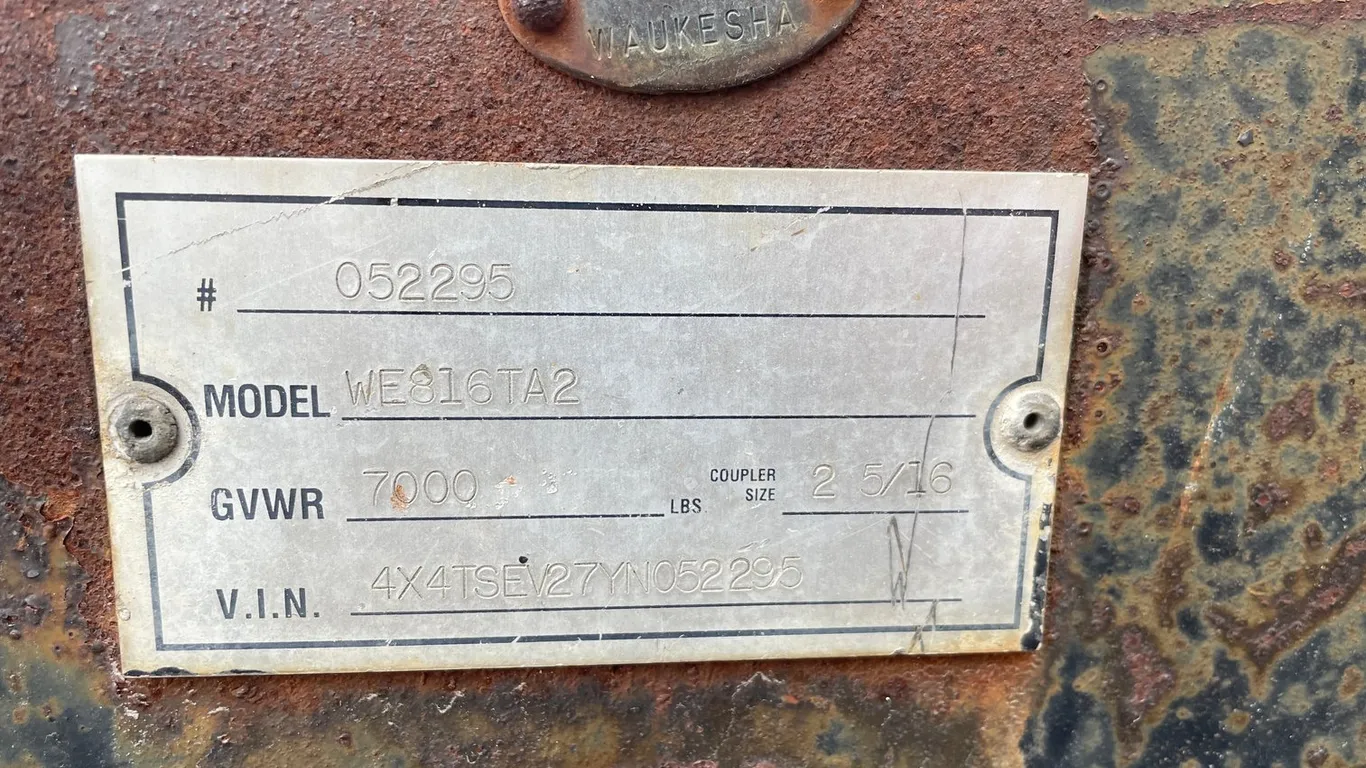 WAUKESHA
# 052295
MODEL WE816TA2
GVWR 7000 LBS. COUPLER SIZE 2 5/16
V.I.N. 4X4TSEV27YN052295